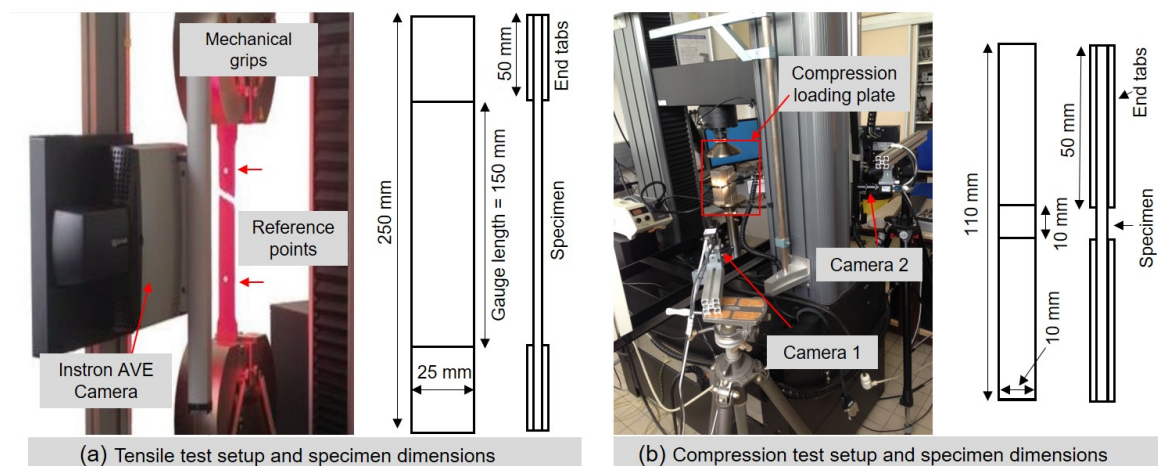 Mechanical
grips
Reference
points
Instron AVE
Camera
250 mm
25 mm
Gauge length = 150 mm
50 mm
End tabs
Specimen
(a) Tensile test setup and specimen dimensions
Compression
loading plate
Camera 2
Camera 1
110 mm
50 mm
10 mm
10 mm
End tabs
Specimen
(b) Compression test setup and specimen dimensions